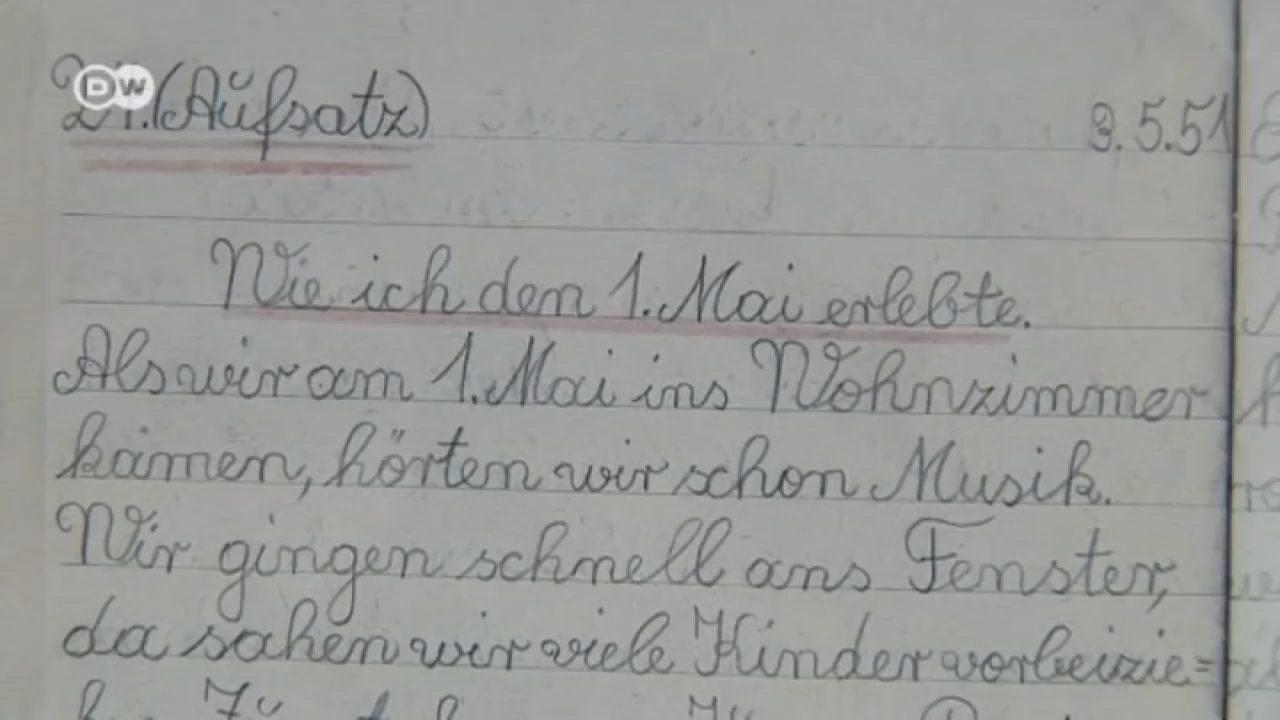 DW
21.(Aufsatz) 3.5.51
Wie ich den 1. Mai erlebte.
Als wir am 1. Mai ins Wohnzimmer
kamen, hörten wir schon Musik.
Wir gingen schnell ans Fenster,
da sahen wir viele Kinder vorbeizie=